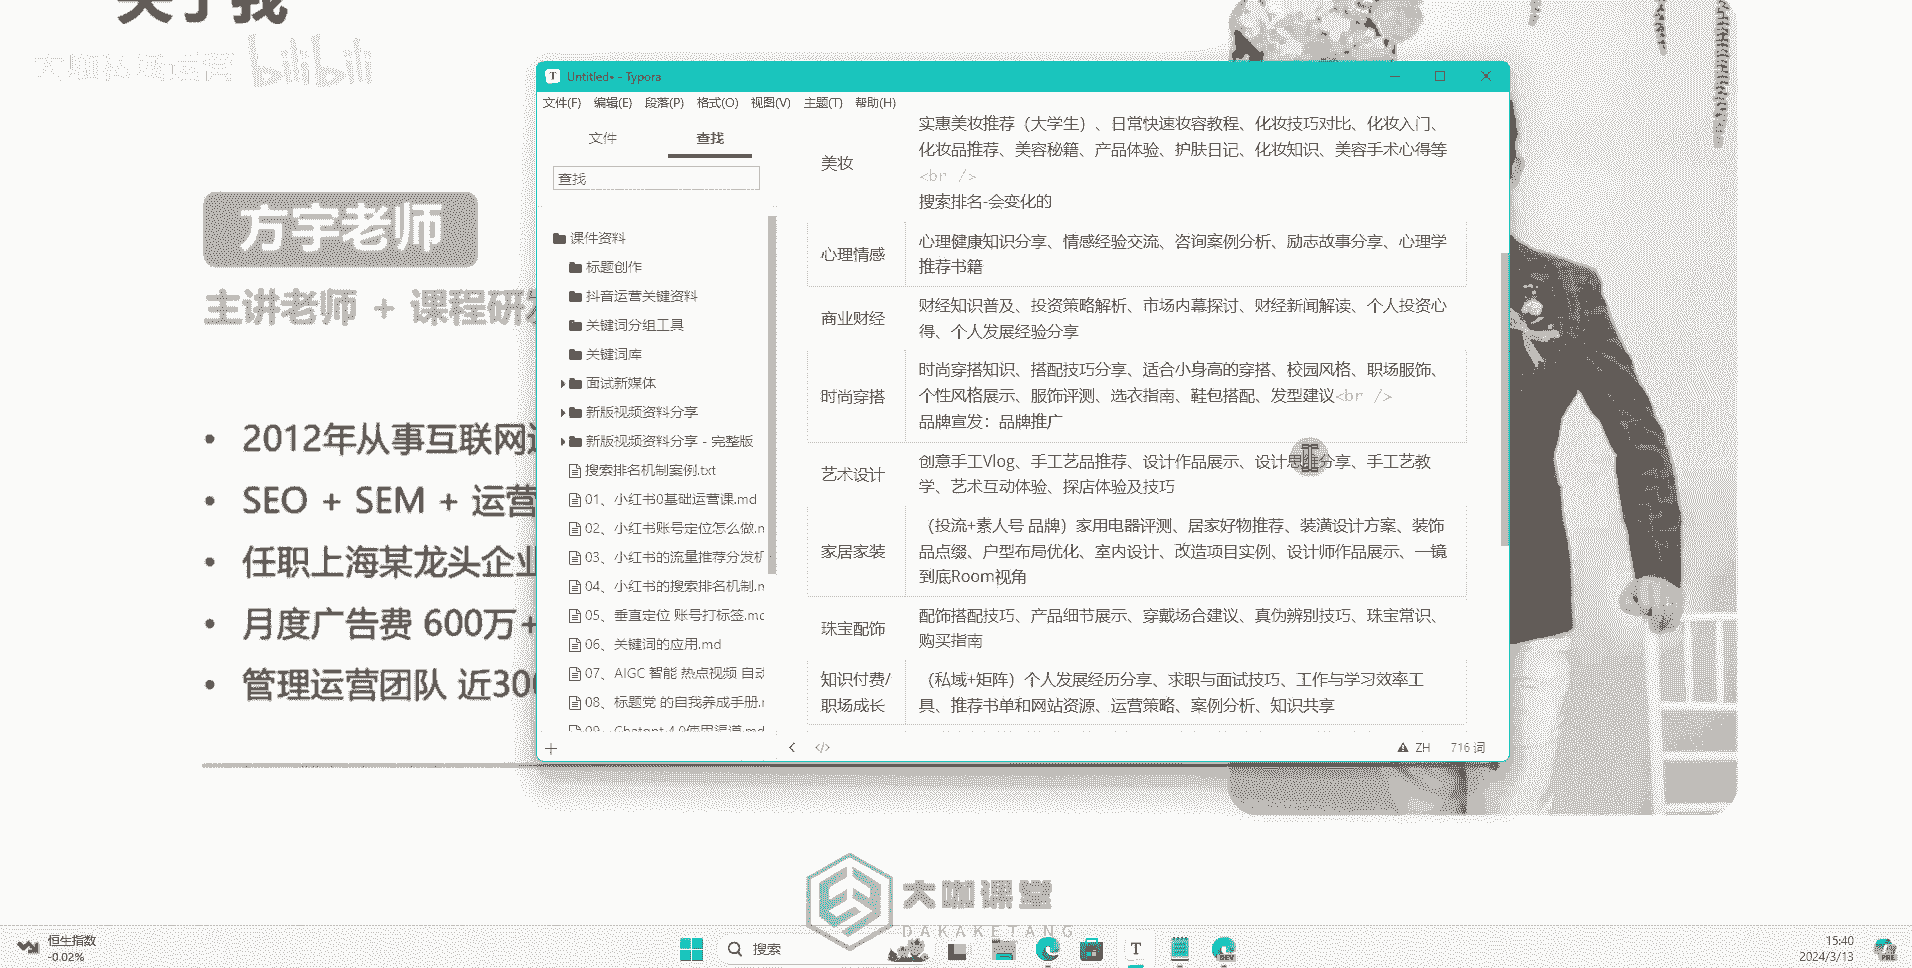 关于我
大咖私域运营 bilibili
方宇老师
主讲老师 + 课程研发
2012年从事互联网
SEO + SEM + 运营
任职上海某龙头企业
月度广告费 600万+
管理运营团队 近300
Untitled• - Typora
文件(F) 编辑(E) 段落(P) 格式(O) 视图(V) 主题(T) 帮助(H)
文件 查找
查找
课件资料
标题创作
抖音运营关键资料
关键词分组工具
关键词库
面试新媒体
新版视频资料分享
新版视频资料分享 - 完整版
搜索排名机制案例.txt
01、小红书0基础运营课.md
02、小红书账号定位怎么做.m
03、小红书的流量推荐分发机
04、小红书的搜索排名机制.m
05、垂直定位 账号打标签.md
06、关键词的应用.md
07、AIGC 智能 热点视频 自动
08、标题党 的自我养成手册.m
09、Chatgpt 4.0使用渠道.md
美妆
实惠美妆推荐（大学生）、日常快速妆容教程、化妆技巧对比、化妆入门、
化妆品推荐、美容秘籍、产品体验、护肤日记、化妆知识、美容手术心得等
<br />
搜索排名-会变化的
心理情感
心理健康知识分享、情感经验交流、咨询案例分析、励志故事分享、心理学
推荐书籍
商业财经
财经知识普及、投资策略解析、市场内幕探讨、财经新闻解读、个人投资心
得、个人发展经验分享
时尚穿搭
时尚穿搭知识、搭配技巧分享、适合小身高的穿搭、校园风格、职场服饰、
个性风格展示、服饰评测、选衣指南、鞋包搭配、发型建议<br />
品牌宣发：品牌推广
艺术设计
创意手工Vlog、手工艺品推荐、设计作品展示、设计思维分享、手工艺教
学、艺术互动体验、探店体验及技巧
家居家装
（投流+素人号 品牌）家用电器评测、居家好物推荐、装潢设计方案、装饰
品点缀、户型布局优化、室内设计、改造项目实例、设计师作品展示、一镜
到底Room视角
珠宝配饰
配饰搭配技巧、产品细节展示、穿戴场合建议、真伪辨别技巧、珠宝常识、
购买指南
知识付费/
职场成长
（私域+矩阵）个人发展经历分享、求职与面试技巧、工作与学习效率工
具、推荐书单和网站资源、运营策略、案例分析、知识共享
ZH 716 词
大咖课堂
DAKAKETANG
恒生指数
-0.02%
搜索
15:40
2024/3/13